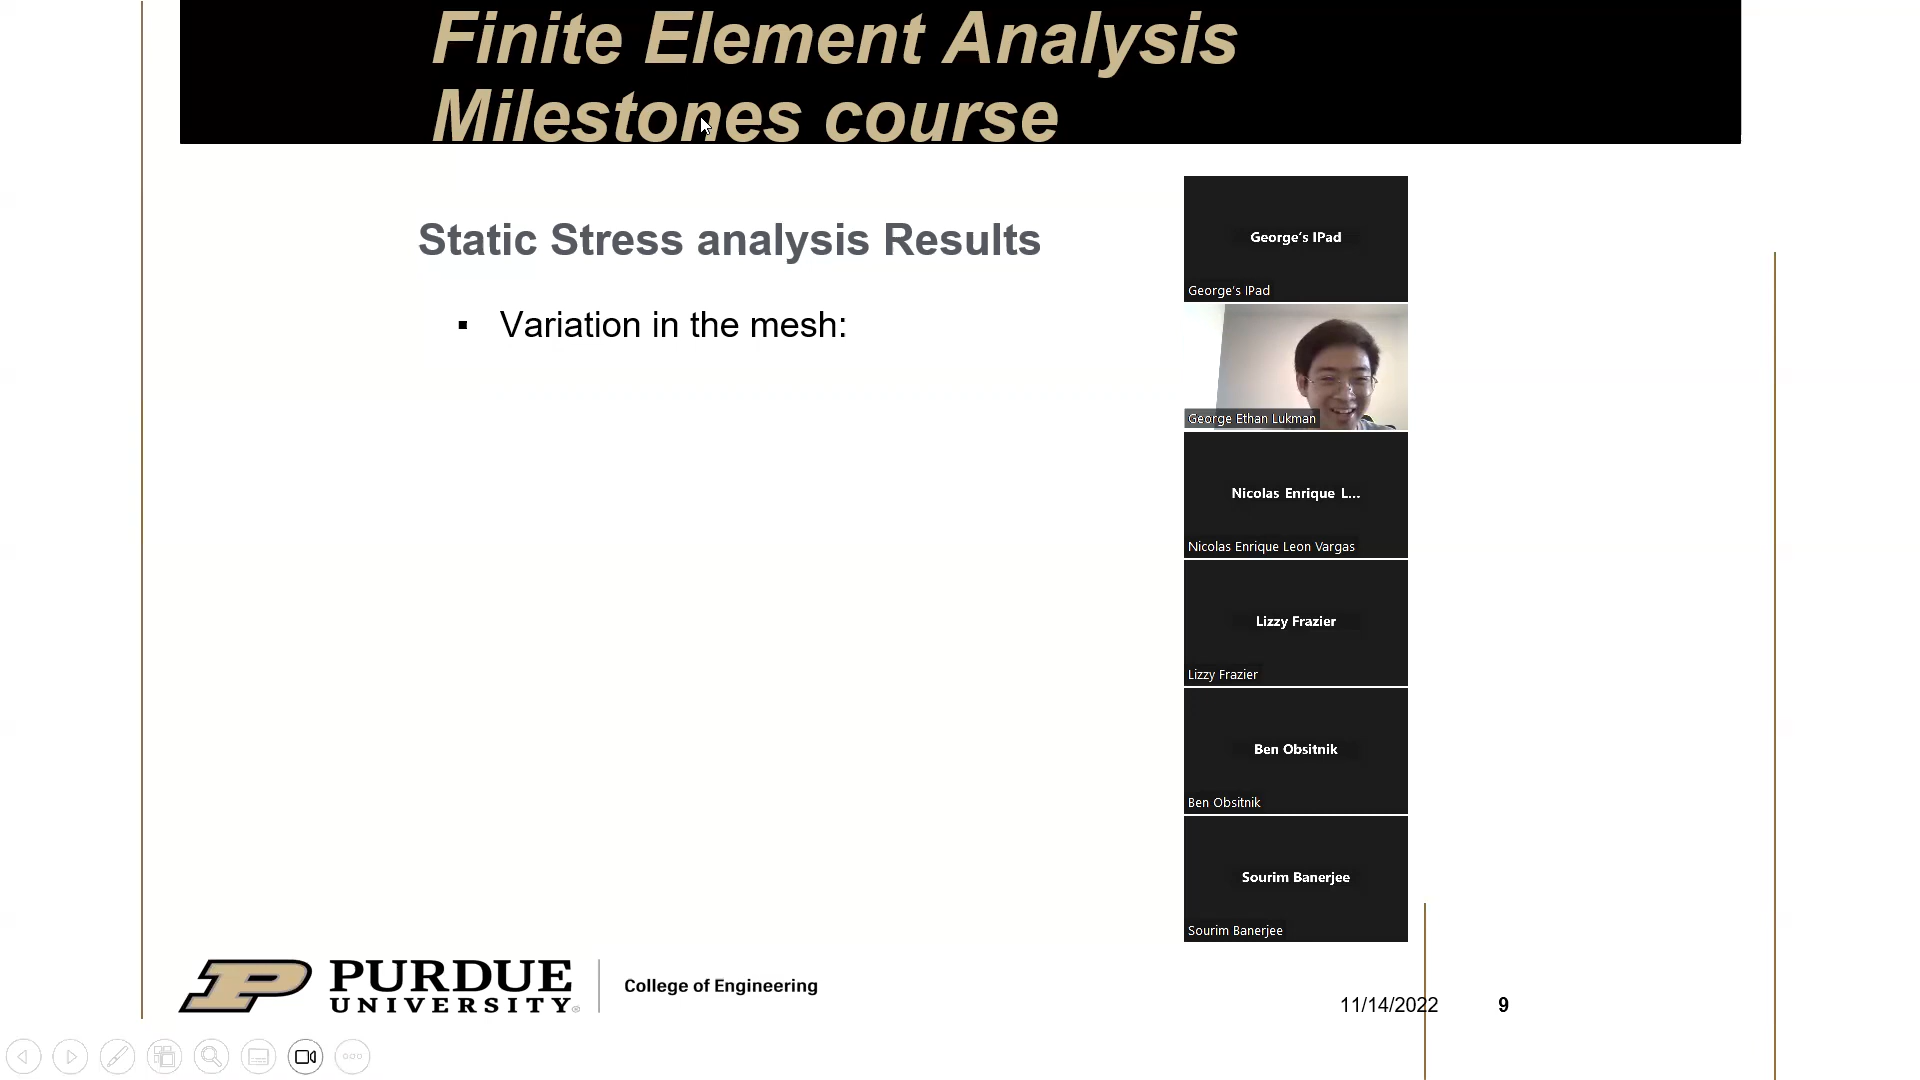 Finite Element Analysis
Milestones course
Static Stress analysis Results
▪ Variation in the mesh:
George's IPad
George's IPad
George Ethan Lukman
Nicolas Enrique L...
Nicolas Enrique Leon Vargas
Lizzy Frazier
Lizzy Frazier
Ben Obsitnik
Ben Obsitnik
Sourim Banerjee
Sourim Banerjee
PURDUE
UNIVERSITY®
College of Engineering
11/14/2022
9